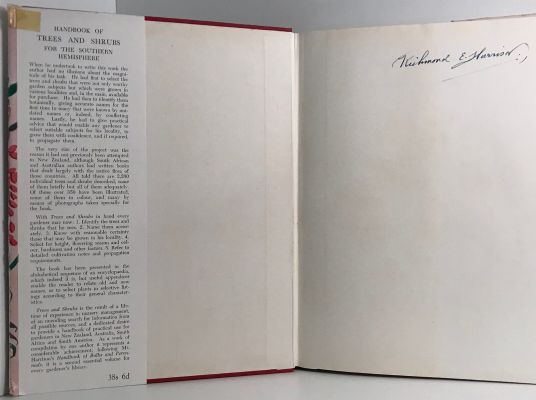 Richmond E. Harrison
HANDBOOK OF
TREES AND SHRUBS
FOR THE SOUTHERN
HEMISPHERE
When he undertook to write this work the
author had no illusions about the magni-
tude of his task. He had first to select the
trees and shrubs that were not only worthy
garden subjects but which were grown in
various localities and, in the main, available
for purchase. He had then to identify them
botanically, giving accurate names for the
first time to many that were known by out-
dated names or, indeed, by conflicting
names. Lastly, he had to give practical
advice that would enable any gardener to
select suitable subjects for his locality, to
grow them with confidence, and if required,
to propagate them.
The very size of the project was the
reason it had not previously been attempted
in New Zealand, although South African
and Australian authors had written books
that dealt largely with the native flora of
those countries. All told there are 2,280
individual trees and shrubs described, some
of them briefly but all of them adequately.
Of these over 350 have been illustrated,
some of them in colour, and many by
means of photographs taken specially for
the book.
With Trees and Shrubs in hand every
gardener may now: 1. Identify the trees and
shrubs that he sees. 2. Name them accur-
ately. 3. Know with reasonable certainty
those that may be grown in his locality. 4.
Select for height, flowering season and col-
our, hardiness and other factors. 5. Refer to
detailed cultivation notes and propagation
requirements.
The book has been presented in the
alphabetical sequence of an encyclopaedia,
which indeed it is, but useful appendices
enable the reader to relate old and new
names, or to select plants in selective list-
ings according to their general character-
istics.
Trees and Shrubs is the result of a life-
time of experience in nursery management,
of an unending search for information from
all possible sources, and a dedicated desire
to provide a handbook of practical use for
gardeners in New Zealand, Australia, South
Africa and South America. As a work of
compilation by one author it represents a
considerable achievement; following Mr.
Harrison's Handbook of Bulbs and Peren-
nials, it is a second essential volume for
every gardener's library.
38s 6d